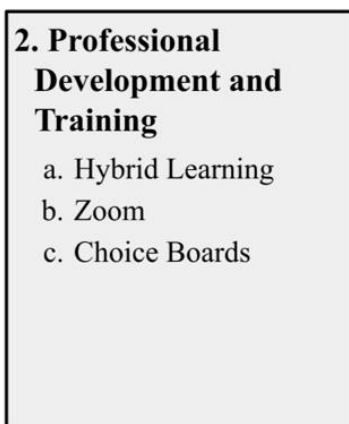 2. Professional
Development and
Training
a. Hybrid Learning
b. Zoom
c. Choice Boards